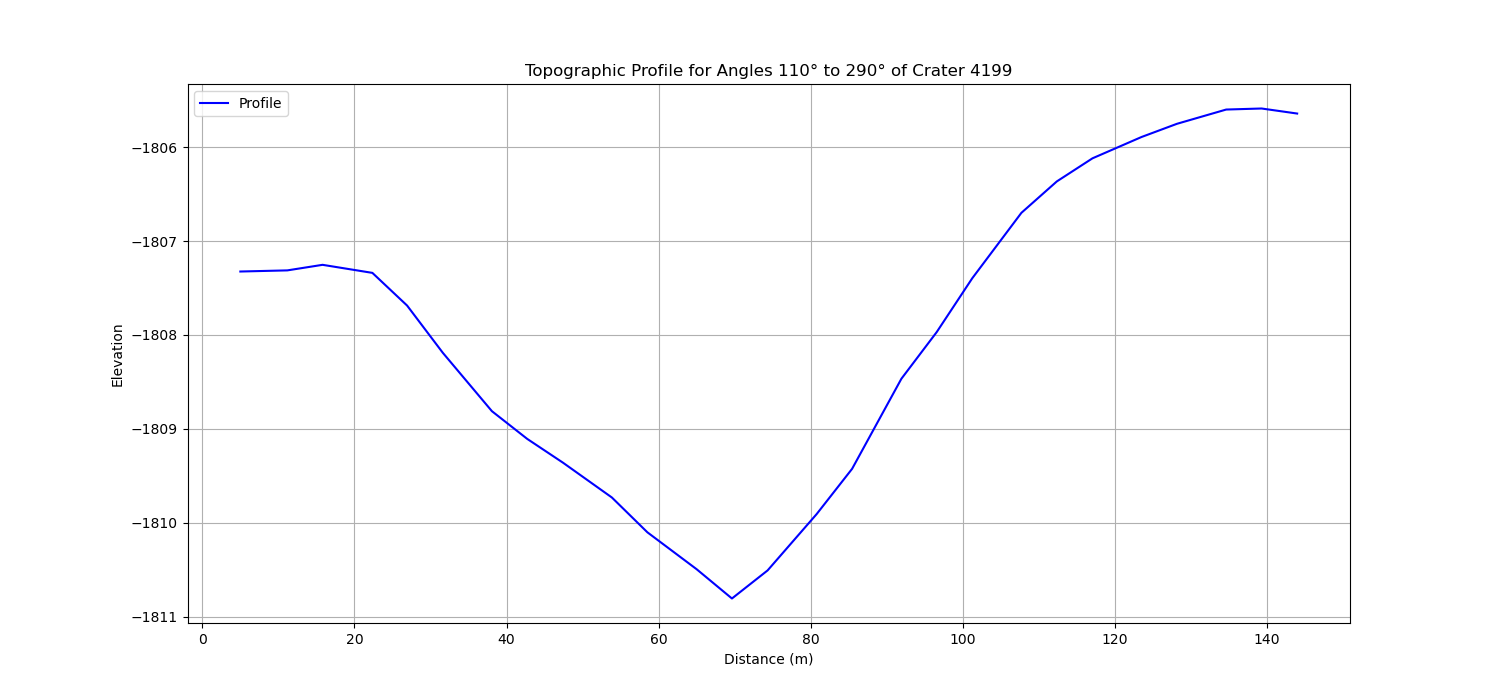 Topographic Profile for Angles 110° to 290° of Crater 4199
Profile
−1806
−1807
−1808
−1809
−1810
−1811
Elevation
0 20 40 60 80 100 120 140
Distance (m)